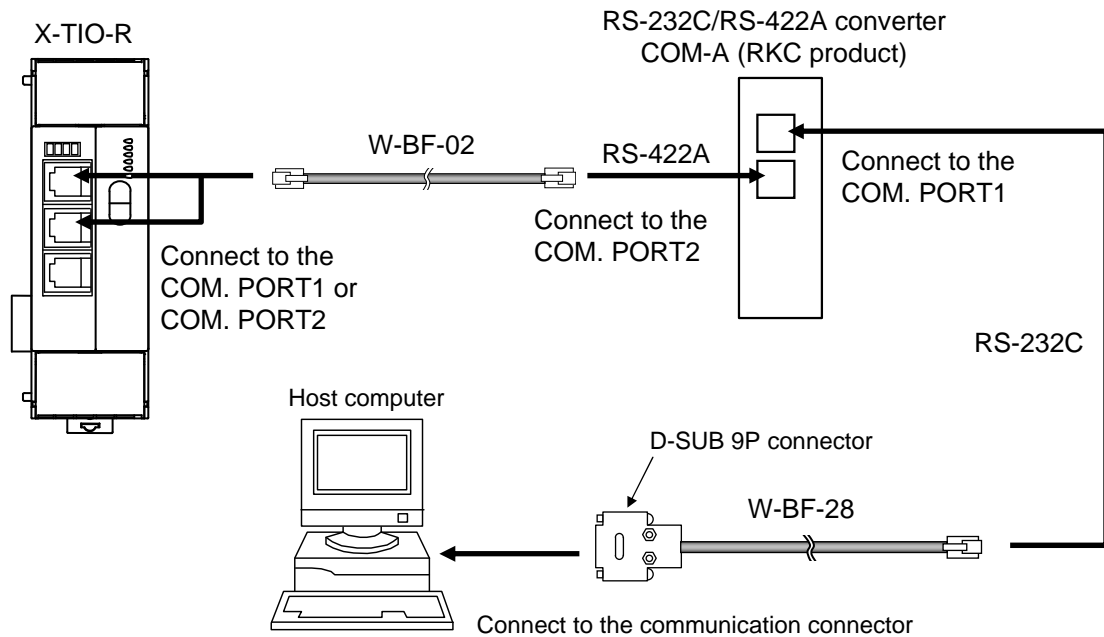 X-TIO-R
RS-232C/RS-422A converter
COM-A (RKC product)
W-BF-02
RS-422A
Connect to the
COM. PORT1
Connect to the
COM. PORT2
Connect to the
COM. PORT1 or
COM. PORT2
RS-232C
Host computer
D-SUB 9P connector
W-BF-28
Connect to the communication connector